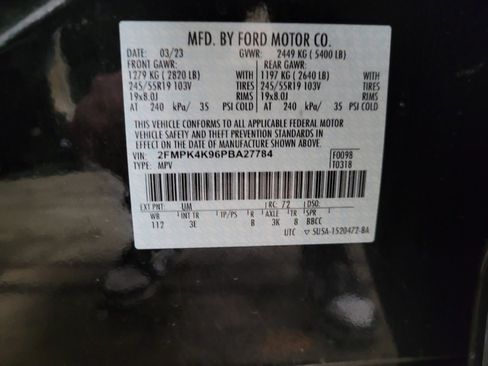 MFD. BY FORD MOTOR CO.
DATE: 03/23 GVWR: 2449 KG ( 5400 LB)
FRONT GAWR: REAR GAWR:
1279 KG ( 2820 LB) WITH 1197 KG ( 2640 LB) WITH
245/55R19 103V TIRES 245/55R19 103V TIRES
19x8.0J RIMS 19x8.0J RIMS
AT 240 kPa/ 35 PSI COLD AT 240 kPa/ 35 PSI COLD
THIS VEHICLE CONFORMS TO ALL APPLICABLE FEDERAL MOTOR
VEHICLE SAFETY AND THEFT PREVENTION STANDARDS IN
EFFECT ON THE DATE OF MANUFACTURE SHOWN ABOVE.
VIN: 2FMPK4K96PBA27784 F0098
TYPE: MPV T0318
EXT PNT: UM RC: 72 DSO:
WB INT TR TP/PS R AXLE TR SPR
112 3E B 3K 8 BBCC
UTC 5U5A-1520472-BA